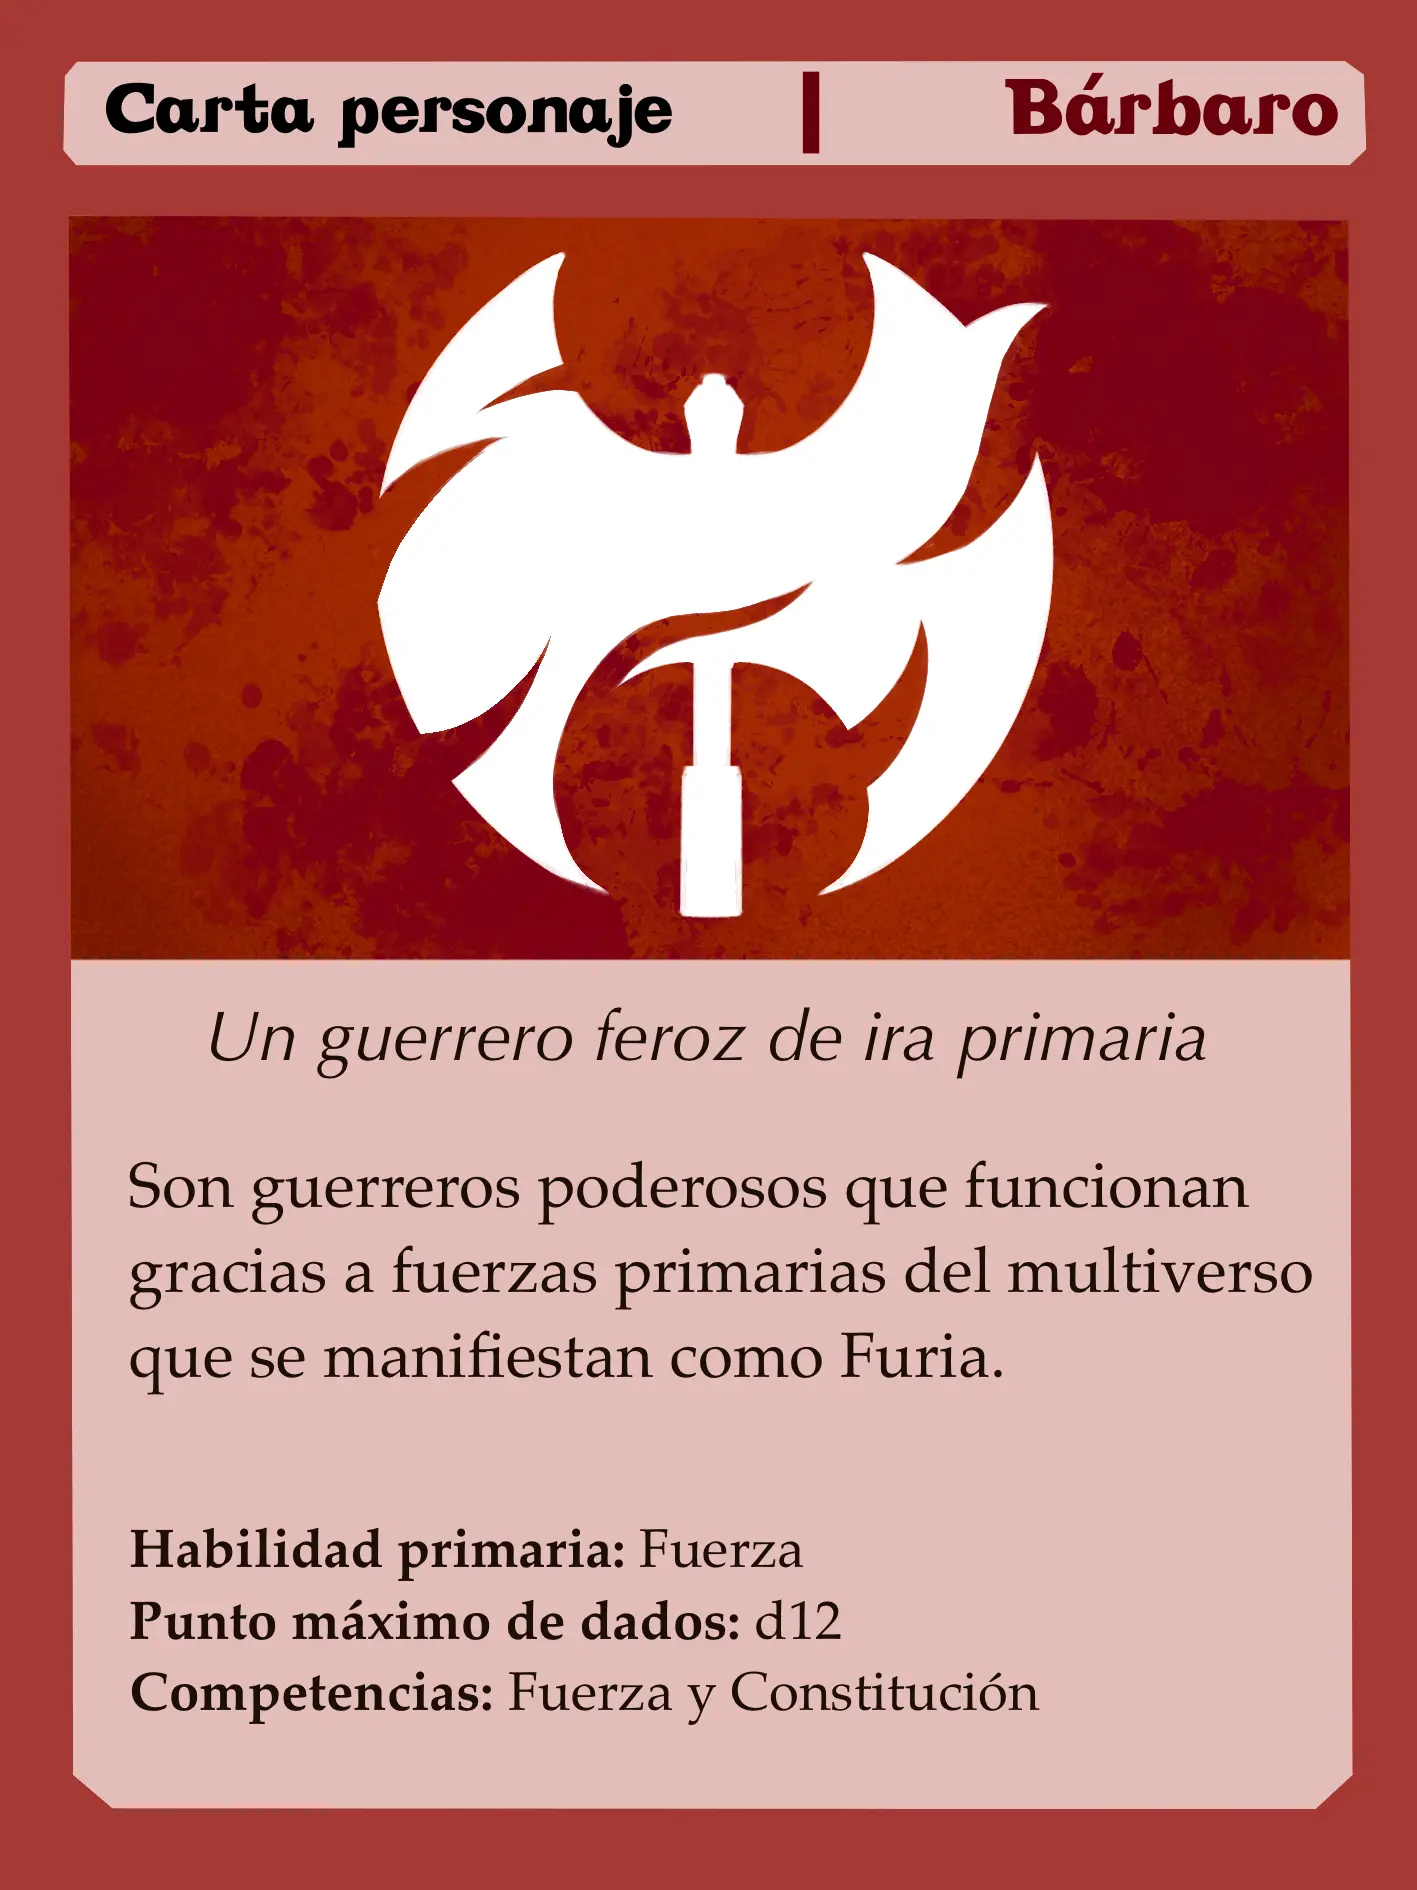 Carta personaje | Bárbaro
Un guerrero feroz de ira primaria
Son guerreros poderosos que funcionan
gracias a fuerzas primarias del multiverso
que se manifiestan como Furia.
Habilidad primaria: Fuerza
Punto máximo de dados: d12
Competencias: Fuerza y Constitución